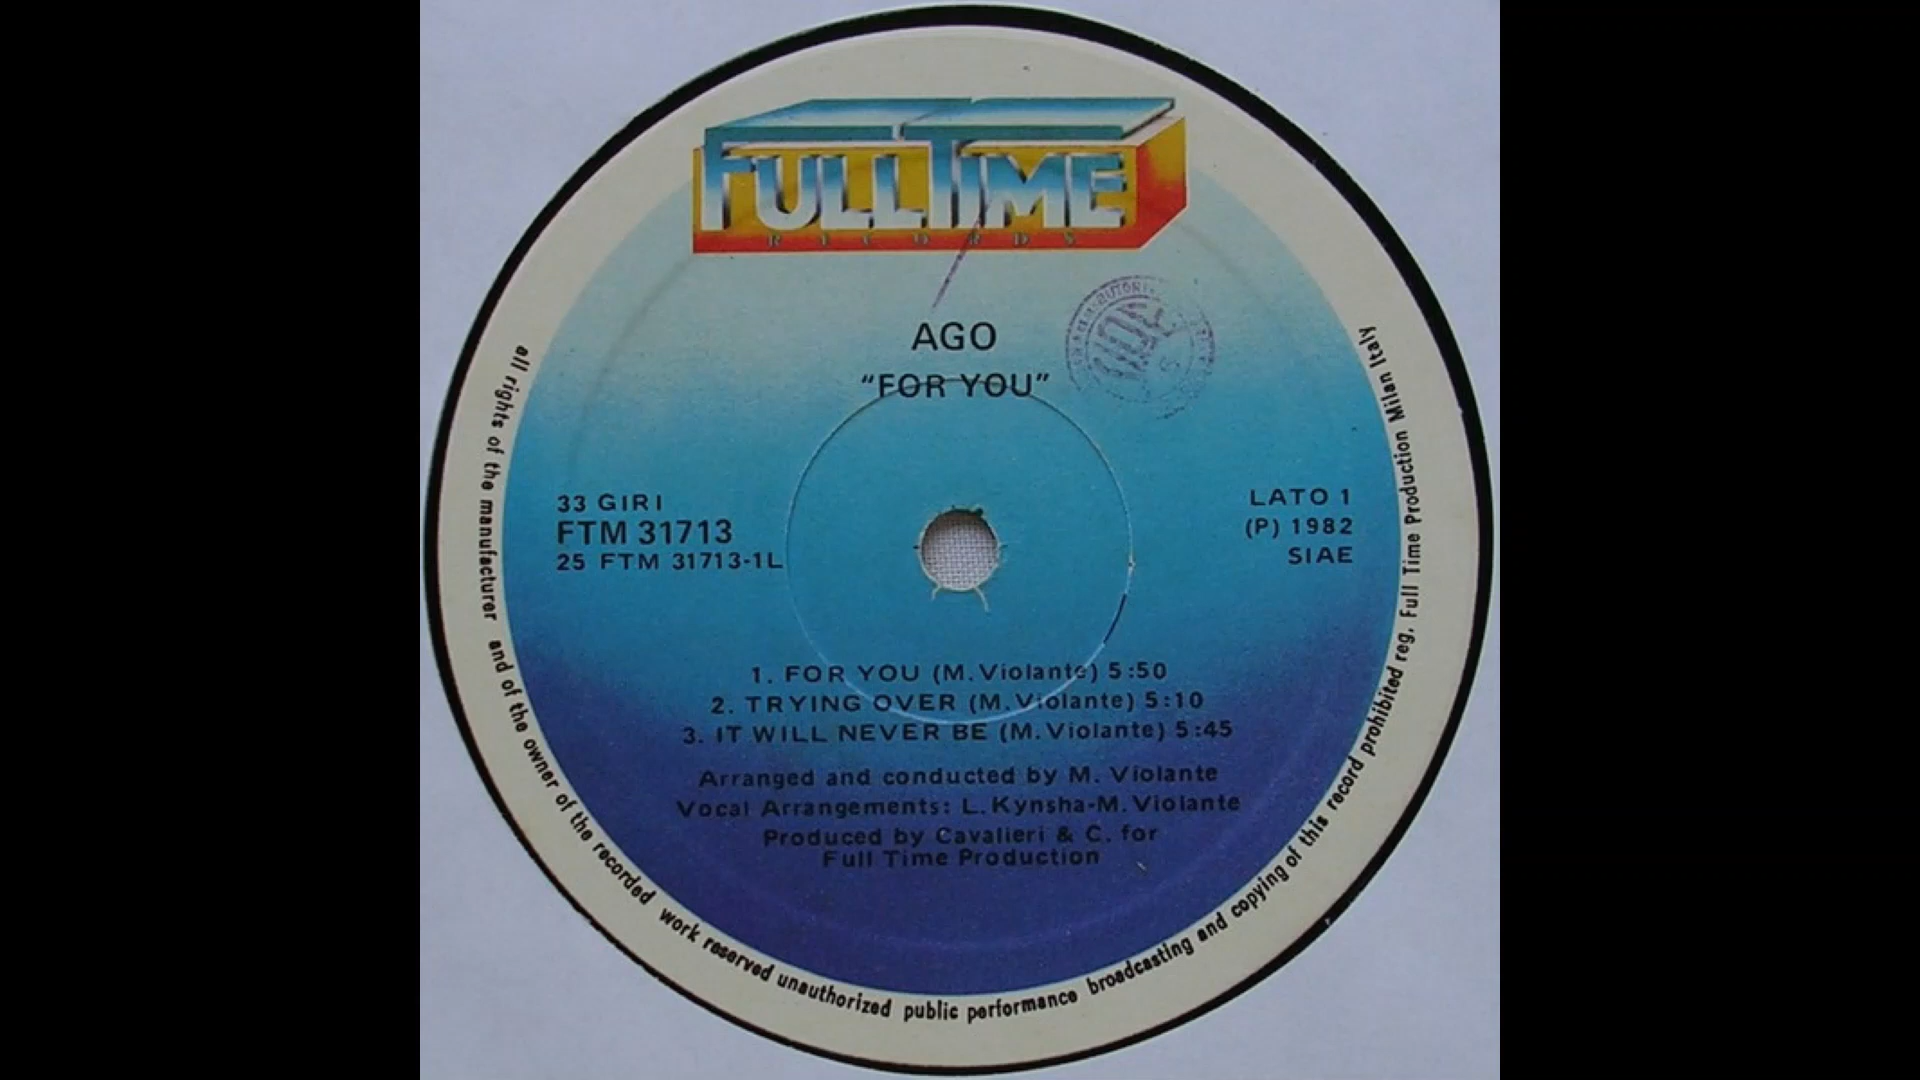 FULLTIME
RECORDS
AGO
"FOR YOU"
33 GIRI
FTM 31713
25 FTM 31713-1L
LATO 1
(P) 1982
SIAE
1. FOR YOU (M. Violante) 5:50
2. TRYING OVER (M. Violante) 5:10
3. IT WILL NEVER BE (M. Violante) 5:45
Arranged and conducted by M. Violante
Vocal Arrangements: L. Kynsha-M. Violante
Produced by Cavalieri & C. for
Full Time Production
all rights of the manufacturer and of the owner of the recorded work reserved unauthorized public performance broadcasting and copying of this record prohibited reg. Full Time Production Milan Italy